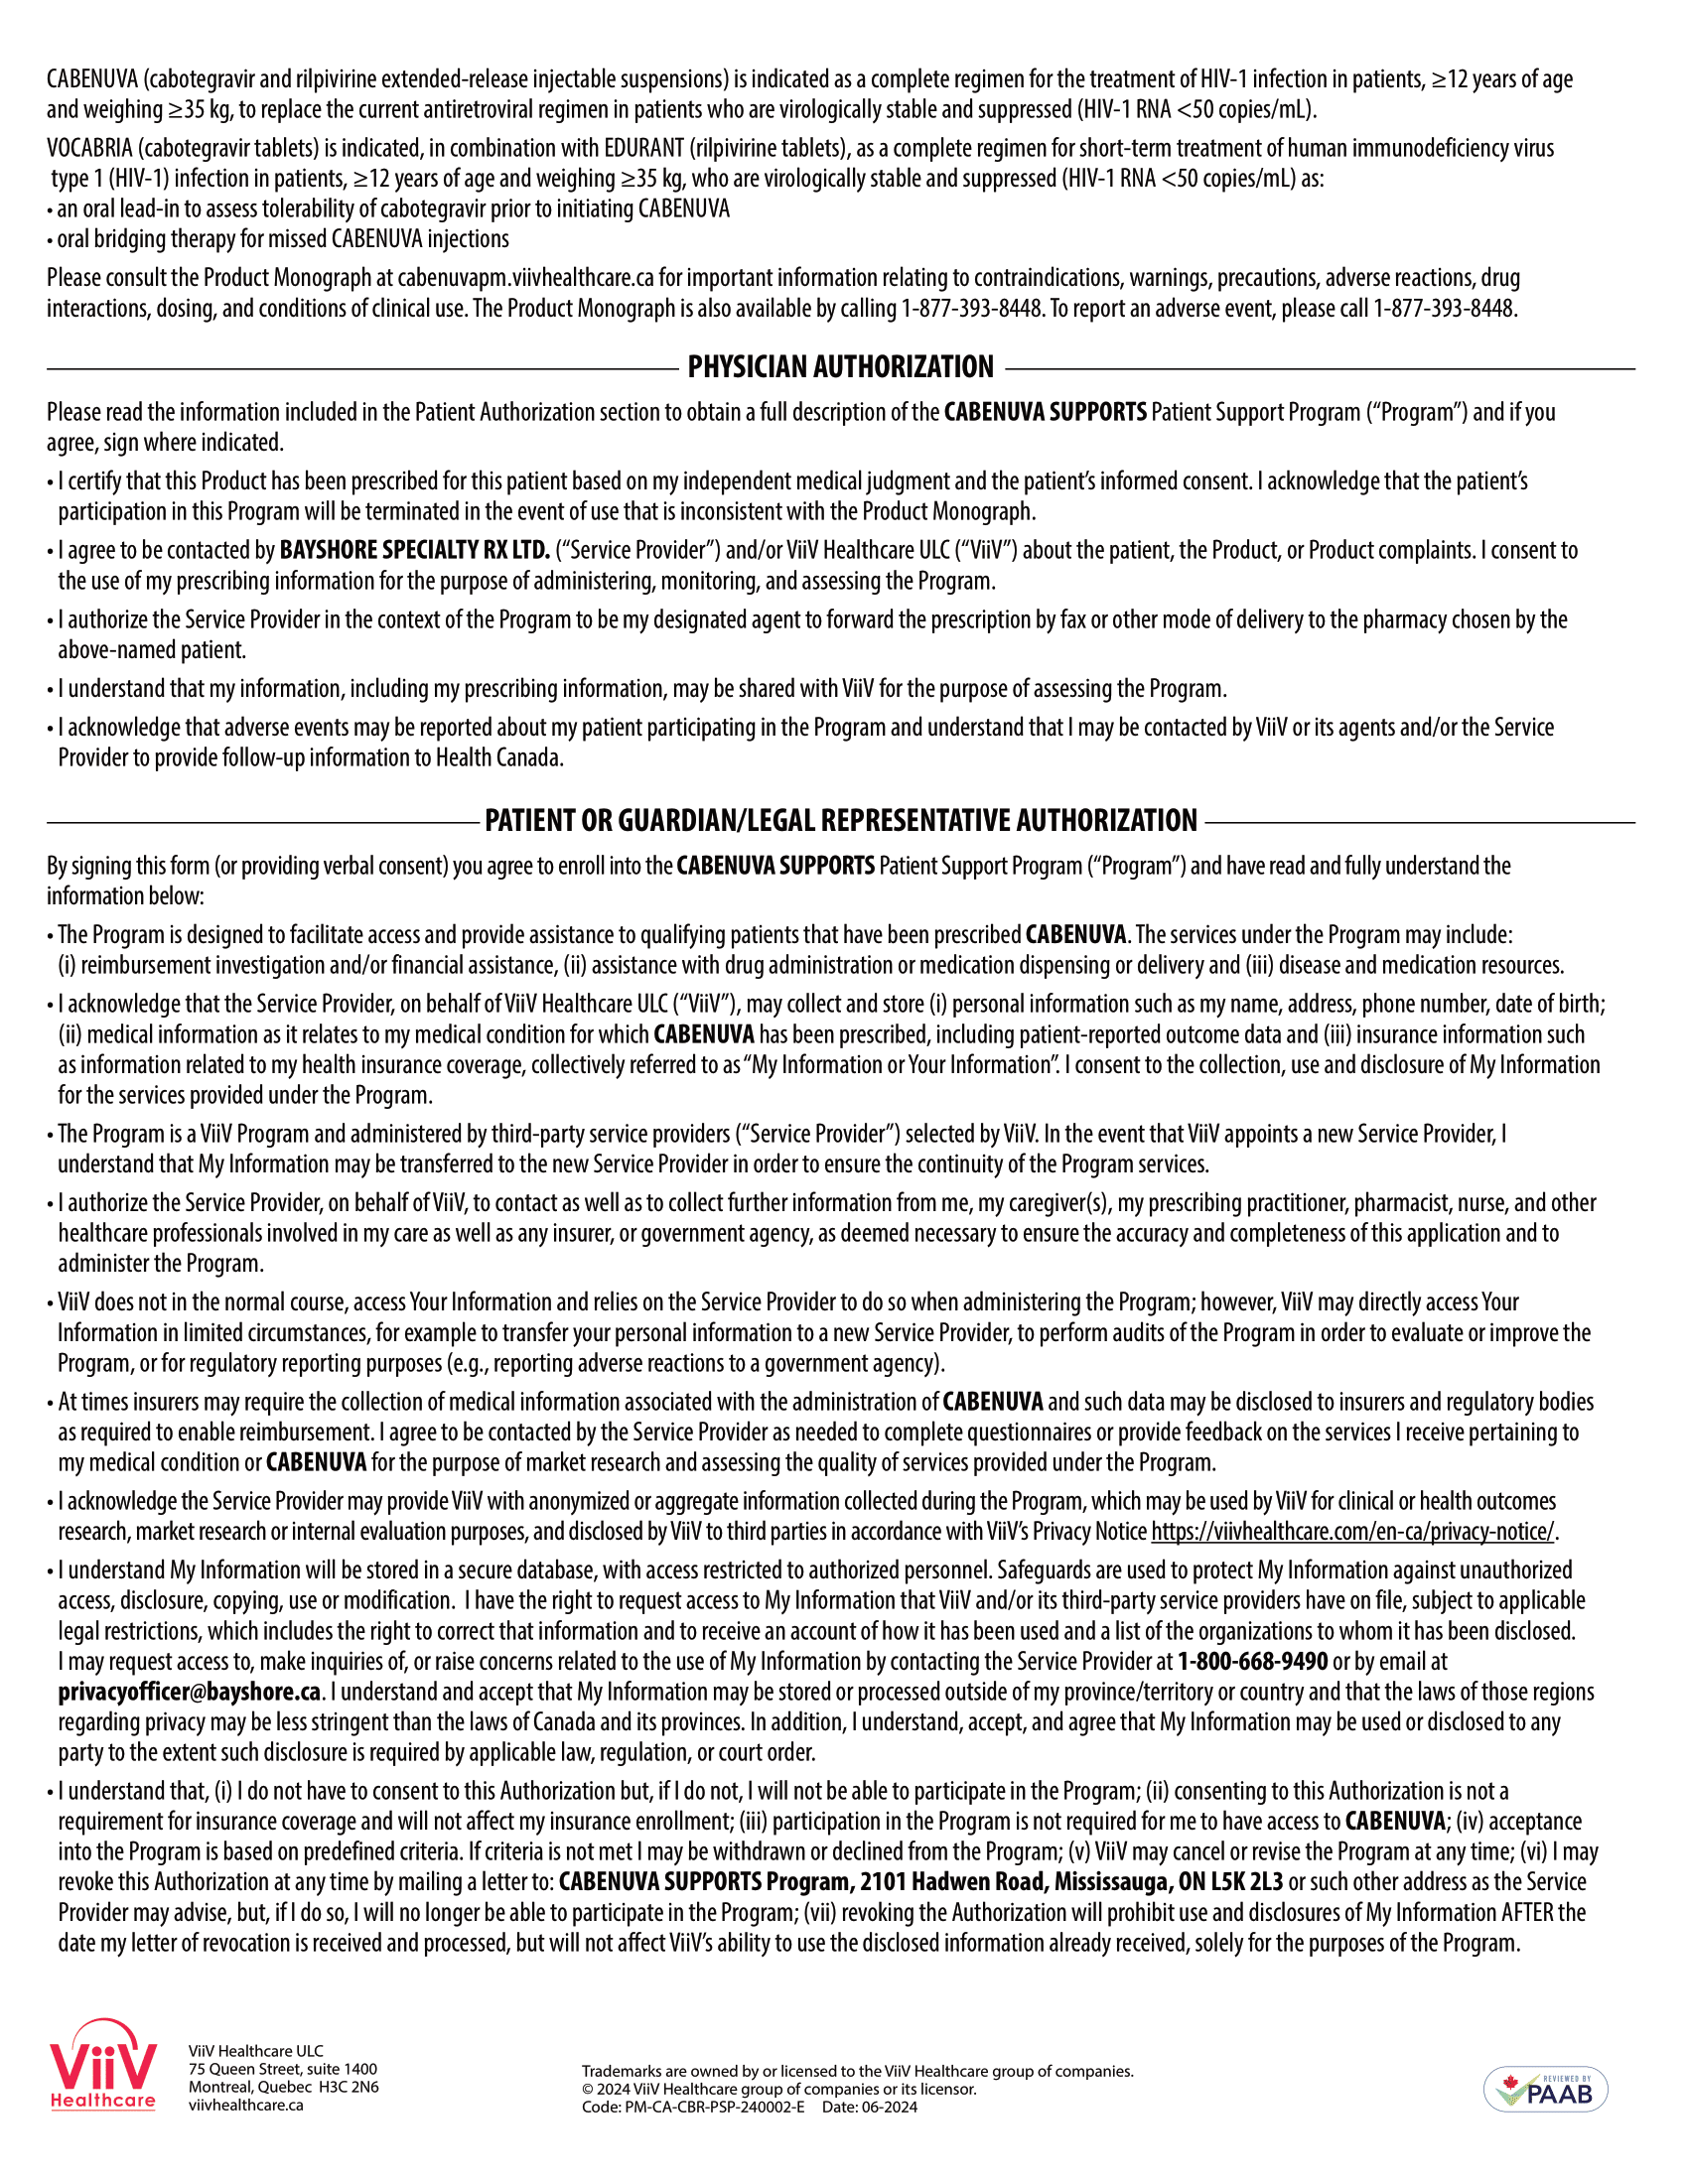 CABENUVA (cabotegravir and rilpivirine extended-release injectable suspensions) is indicated as a complete regimen for the treatment of HIV-1 infection in patients, ≥12 years of age
and weighing ≥35 kg, to replace the current antiretroviral regimen in patients who are virologically stable and suppressed (HIV-1 RNA <50 copies/mL).
VOCABRIA (cabotegravir tablets) is indicated, in combination with EDURANT (rilpivirine tablets), as a complete regimen for short-term treatment of human immunodeficiency virus
type 1 (HIV-1) infection in patients, ≥12 years of age and weighing ≥35 kg, who are virologically stable and suppressed (HIV-1 RNA <50 copies/mL) as:
• an oral lead-in to assess tolerability of cabotegravir prior to initiating CABENUVA
• oral bridging therapy for missed CABENUVA injections
Please consult the Product Monograph at cabenuvapm.viivhealthcare.ca for important information relating to contraindications, warnings, precautions, adverse reactions, drug
interactions, dosing, and conditions of clinical use. The Product Monograph is also available by calling 1-877-393-8448. To report an adverse event, please call 1-877-393-8448.
PHYSICIAN AUTHORIZATION
Please read the information included in the Patient Authorization section to obtain a full description of the CABENUVA SUPPORTS Patient Support Program (“Program”) and if you
agree, sign where indicated.
• I certify that this Product has been prescribed for this patient based on my independent medical judgment and the patient’s informed consent. I acknowledge that the patient’s
participation in this Program will be terminated in the event of use that is inconsistent with the Product Monograph.
• I agree to be contacted by BAYSHORE SPECIALTY RX LTD. (“Service Provider”) and/or ViiV Healthcare ULC (“ViiV”) about the patient, the Product, or Product complaints. I consent to
the use of my prescribing information for the purpose of administering, monitoring, and assessing the Program.
• I authorize the Service Provider in the context of the Program to be my designated agent to forward the prescription by fax or other mode of delivery to the pharmacy chosen by the
above-named patient.
• I understand that my information, including my prescribing information, may be shared with ViiV for the purpose of assessing the Program.
• I acknowledge that adverse events may be reported about my patient participating in the Program and understand that I may be contacted by ViiV or its agents and/or the Service
Provider to provide follow-up information to Health Canada.
PATIENT OR GUARDIAN/LEGAL REPRESENTATIVE AUTHORIZATION
By signing this form (or providing verbal consent) you agree to enroll into the CABENUVA SUPPORTS Patient Support Program (“Program”) and have read and fully understand the
information below:
• The Program is designed to facilitate access and provide assistance to qualifying patients that have been prescribed CABENUVA. The services under the Program may include:
(i) reimbursement investigation and/or financial assistance, (ii) assistance with drug administration or medication dispensing or delivery and (iii) disease and medication resources.
• I acknowledge that the Service Provider, on behalf of ViiV Healthcare ULC (“ViiV”), may collect and store (i) personal information such as my name, address, phone number, date of birth;
(ii) medical information as it relates to my medical condition for which CABENUVA has been prescribed, including patient-reported outcome data and (iii) insurance information such
as information related to my health insurance coverage, collectively referred to as “My Information or Your Information”. I consent to the collection, use and disclosure of My Information
for the services provided under the Program.
• The Program is a ViiV Program and administered by third-party service providers (“Service Provider”) selected by ViiV. In the event that ViiV appoints a new Service Provider, I
understand that My Information may be transferred to the new Service Provider in order to ensure the continuity of the Program services.
• I authorize the Service Provider, on behalf of ViiV, to contact as well as to collect further information from me, my caregiver(s), my prescribing practitioner, pharmacist, nurse, and other
healthcare professionals involved in my care as well as any insurer, or government agency, as deemed necessary to ensure the accuracy and completeness of this application and to
administer the Program.
• ViiV does not in the normal course, access Your Information and relies on the Service Provider to do so when administering the Program; however, ViiV may directly access Your
Information in limited circumstances, for example to transfer your personal information to a new Service Provider, to perform audits of the Program in order to evaluate or improve the
Program, or for regulatory reporting purposes (e.g., reporting adverse reactions to a government agency).
• At times insurers may require the collection of medical information associated with the administration of CABENUVA and such data may be disclosed to insurers and regulatory bodies
as required to enable reimbursement. I agree to be contacted by the Service Provider as needed to complete questionnaires or provide feedback on the services I receive pertaining to
my medical condition or CABENUVA for the purpose of market research and assessing the quality of services provided under the Program.
• I acknowledge the Service Provider may provide ViiV with anonymized or aggregate information collected during the Program, which may be used by ViiV for clinical or health outcomes
research, market research or internal evaluation purposes, and disclosed by ViiV to third parties in accordance with ViiV’s Privacy Notice https://viivhealthcare.com/en-ca/privacy-notice/.
• I understand My Information will be stored in a secure database, with access restricted to authorized personnel. Safeguards are used to protect My Information against unauthorized
access, disclosure, copying, use or modification. I have the right to request access to My Information that ViiV and/or its third-party service providers have on file, subject to applicable
legal restrictions, which includes the right to correct that information and to receive an account of how it has been used and a list of the organizations to whom it has been disclosed.
I may request access to, make inquiries of, or raise concerns related to the use of My Information by contacting the Service Provider at 1-800-668-9490 or by email at
privacyofficer@bayshore.ca. I understand and accept that My Information may be stored or processed outside of my province/territory or country and that the laws of those regions
regarding privacy may be less stringent than the laws of Canada and its provinces. In addition, I understand, accept, and agree that My Information may be used or disclosed to any
party to the extent such disclosure is required by applicable law, regulation, or court order.
• I understand that, (i) I do not have to consent to this Authorization but, if I do not, I will not be able to participate in the Program; (ii) consenting to this Authorization is not a
requirement for insurance coverage and will not affect my insurance enrollment; (iii) participation in the Program is not required for me to have access to CABENUVA; (iv) acceptance
into the Program is based on predefined criteria. If criteria is not met I may be withdrawn or declined from the Program; (v) ViiV may cancel or revise the Program at any time; (vi) I may
revoke this Authorization at any time by mailing a letter to: CABENUVA SUPPORTS Program, 2101 Hadwen Road, Mississauga, ON L5K 2L3 or such other address as the Service
Provider may advise, but, if I do so, I will no longer be able to participate in the Program; (vii) revoking the Authorization will prohibit use and disclosures of My Information AFTER the
date my letter of revocation is received and processed, but will not affect ViiV’s ability to use the disclosed information already received, solely for the purposes of the Program.
ViiV
Healthcare
ViiV Healthcare ULC
75 Queen Street, suite 1400
Montreal, Quebec H3C 2N6
viivhealthcare.ca
Trademarks are owned by or licensed to the ViiV Healthcare group of companies.
© 2024 ViiV Healthcare group of companies or its licensor.
Code: PM-CA-CBR-PSP-240002-E Date: 06-2024
REVIEWED BY
PAAB